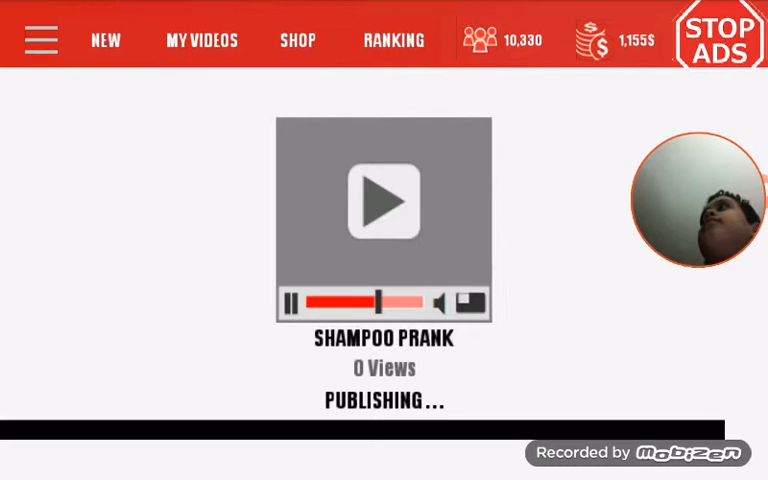 NEW MY VIDEOS SHOP RANKING 10,330 1,155$ STOP
ADS
SHAMPOO PRANK
0 Views
PUBLISHING...
Recorded by Mobizen